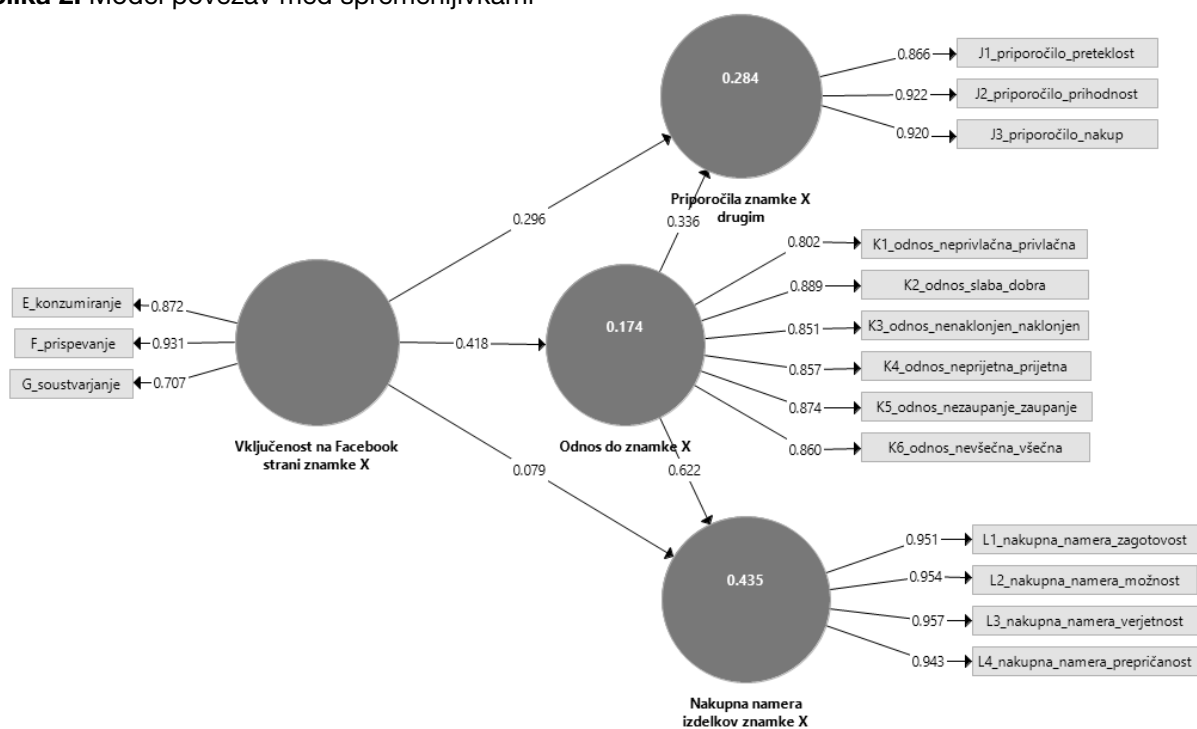 Slika 2. Model povezav med spremenljivkami
0.284
0.866
J1_priporočilo_preteklost
0.922
J2_priporočilo_prihodnost
0.920
J3_priporočilo_nakup
Priporočila znamke X
drugim
0.296
0.336
E_konzumiranje
0.872
F_prispevanje
0.931
G_soustvarjanje
0.707
Vključenost na Facebook
strani znamke X
0.418
0.174
Odnos do znamke X
0.802
K1_odnos_neprivlačna_privlačna
0.889
K2_odnos_slaba_dobra
0.851
K3_odnos_nenaklonjen_naklonjen
0.857
K4_odnos_neprijetna_prijetna
0.874
K5_odnos_nezaupanje_zaupanje
0.860
K6_odnos_nevšečna_všečna
0.079
0.622
0.435
0.951
L1_nakupna_namera_zagotovost
0.954
L2_nakupna_namera_možnost
0.957
L3_nakupna_namera_verjetnost
0.943
L4_nakupna_namera_prepričanost
Nakupna namera
izdelkov znamke X